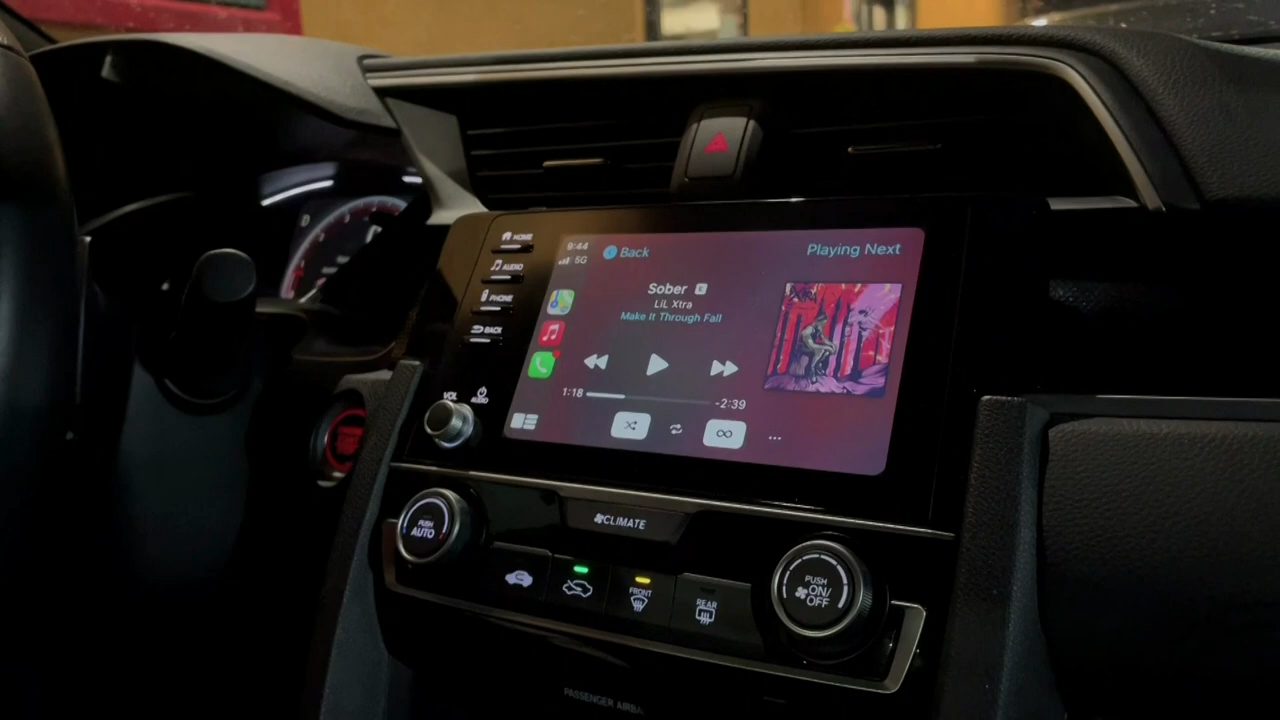 HOME
AUDIO
PHONE
BACK
VOL
AUDIO
9:44
5G
Back
Playing Next
Sober E
LiL Xtra
Make It Through Fall
1:18
-2:39
CLIMATE
PUSH
AUTO
FRONT
REAR
PUSH
ON/
OFF
PASSENGER AIRBA